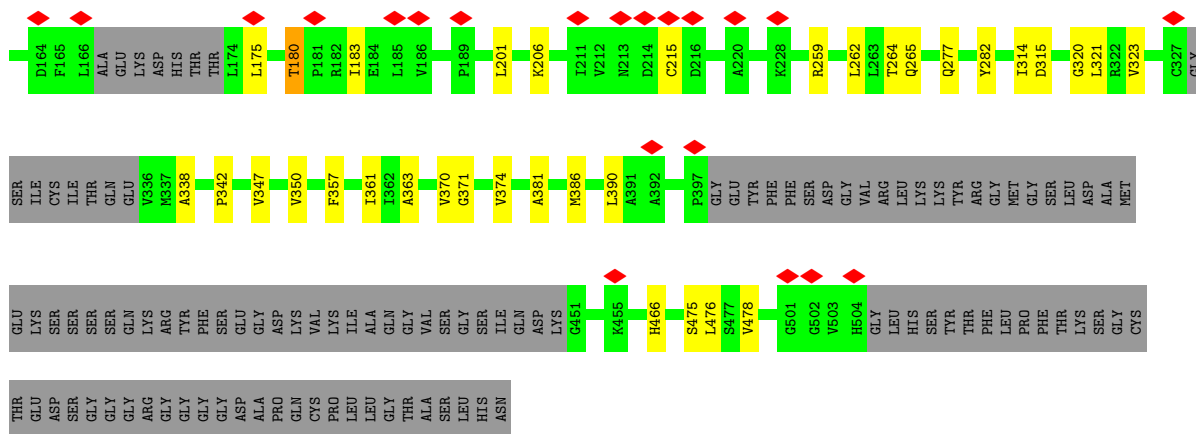 D164 F165 L166 ALA GLU LYS ASP HIS THR THR L174 L175 T180 P181 R182 I183 E184 L185 V186 P189 L201 K206 I211 V212 N213 D214 C215 D216 A220 K228 R259 L262 L263 T264 Q265 Q277 Y282 I314 D315 G320 L321 R322 V323 C327 GLY
SER ILE CYS ILE THR GLN GLU V336 M337 A338 P342 V347 V350 F357 I361 I362 A363 V370 G371 V374 A381 M386 L390 A391 A392 P397 GLY GLU TYR PHE PHE SER ASP GLY VAL ARG LEU LYS LYS TYR ARG GLY MET GLY SER LEU ASP ALA MET
GLU LYS SER SER SER SER GLN LYS ARG TYR PHE SER GLU GLY ASP LYS VAL LYS ILE ALA GLN GLY VAL SER GLY SER ILE GLN ASP LYS G451 K455 H466 S475 L476 S477 V478 G501 G502 V503 H504 GLY LEU HIS SER TYR THR PHE LEU PRO PHE THR LYS SER GLY CYS
THR GLU ASP SER GLY GLY GLY ARG GLY GLY GLY GLY ASP ALA PRO GLN CYS PRO LEU LEU GLY THR ALA SER LEU HIS ASN